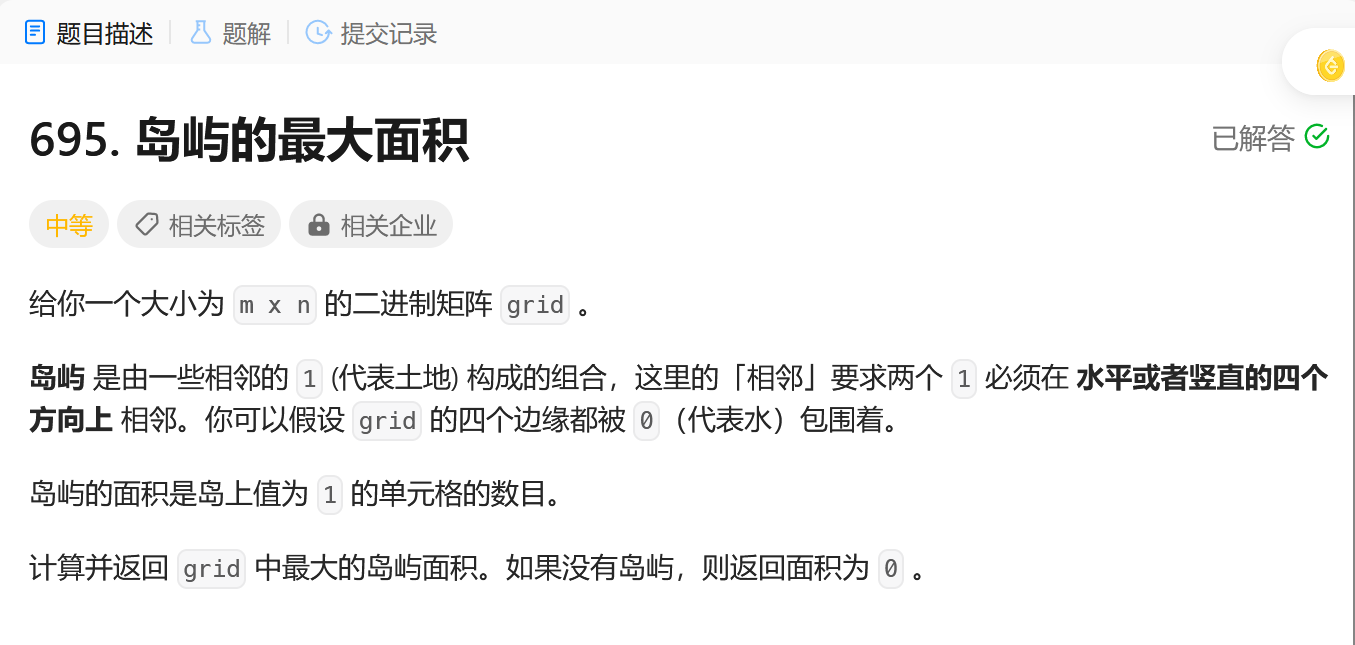 题目描述 题解 提交记录
695. 岛屿的最大面积
已解答
中等 相关标签 相关企业
给你一个大小为 m x n 的二进制矩阵 grid 。
岛屿 是由一些相邻的 1 (代表土地) 构成的组合，这里的「相邻」要求两个 1 必须在 水平或者竖直的四个
方向上 相邻。你可以假设 grid 的四个边缘都被 0（代表水）包围着。
岛屿的面积是岛上值为 1 的单元格的数目。
计算并返回 grid 中最大的岛屿面积。如果没有岛屿，则返回面积为 0 。